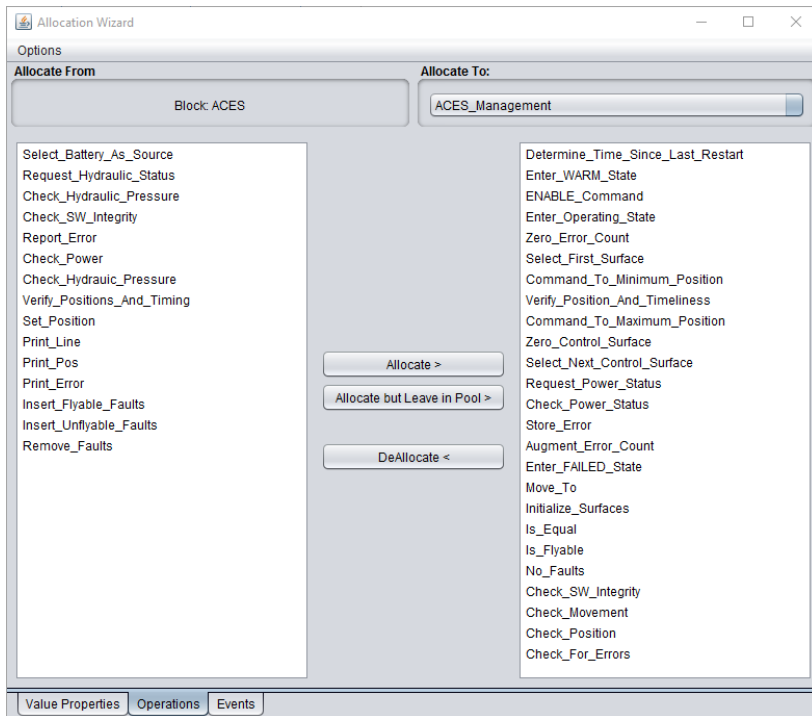 Allocation Wizard
Options
Allocate From
Allocate To:
Block: ACES
ACES_Management
Select_Battery_As_Source
Request_Hydraulic_Status
Check_Hydraulic_Pressure
Check_SW_Integrity
Report_Error
Check_Power
Check_Hydrauic_Pressure
Verify_Positions_And_Timing
Set_Position
Print_Line
Print_Pos
Print_Error
Insert_Flyable_Faults
Insert_Unflyable_Faults
Remove_Faults
Allocate >
Allocate but Leave in Pool >
DeAllocate <
Determine_Time_Since_Last_Restart
Enter_WARM_State
ENABLE_Command
Enter_Operating_State
Zero_Error_Count
Select_First_Surface
Command_To_Minimum_Position
Verify_Position_And_Timeliness
Command_To_Maximum_Position
Zero_Control_Surface
Select_Next_Control_Surface
Request_Power_Status
Check_Power_Status
Store_Error
Augment_Error_Count
Enter_FAILED_State
Move_To
Initialize_Surfaces
Is_Equal
Is_Flyable
No_Faults
Check_SW_Integrity
Check_Movement
Check_Position
Check_For_Errors
Value Properties
Operations
Events